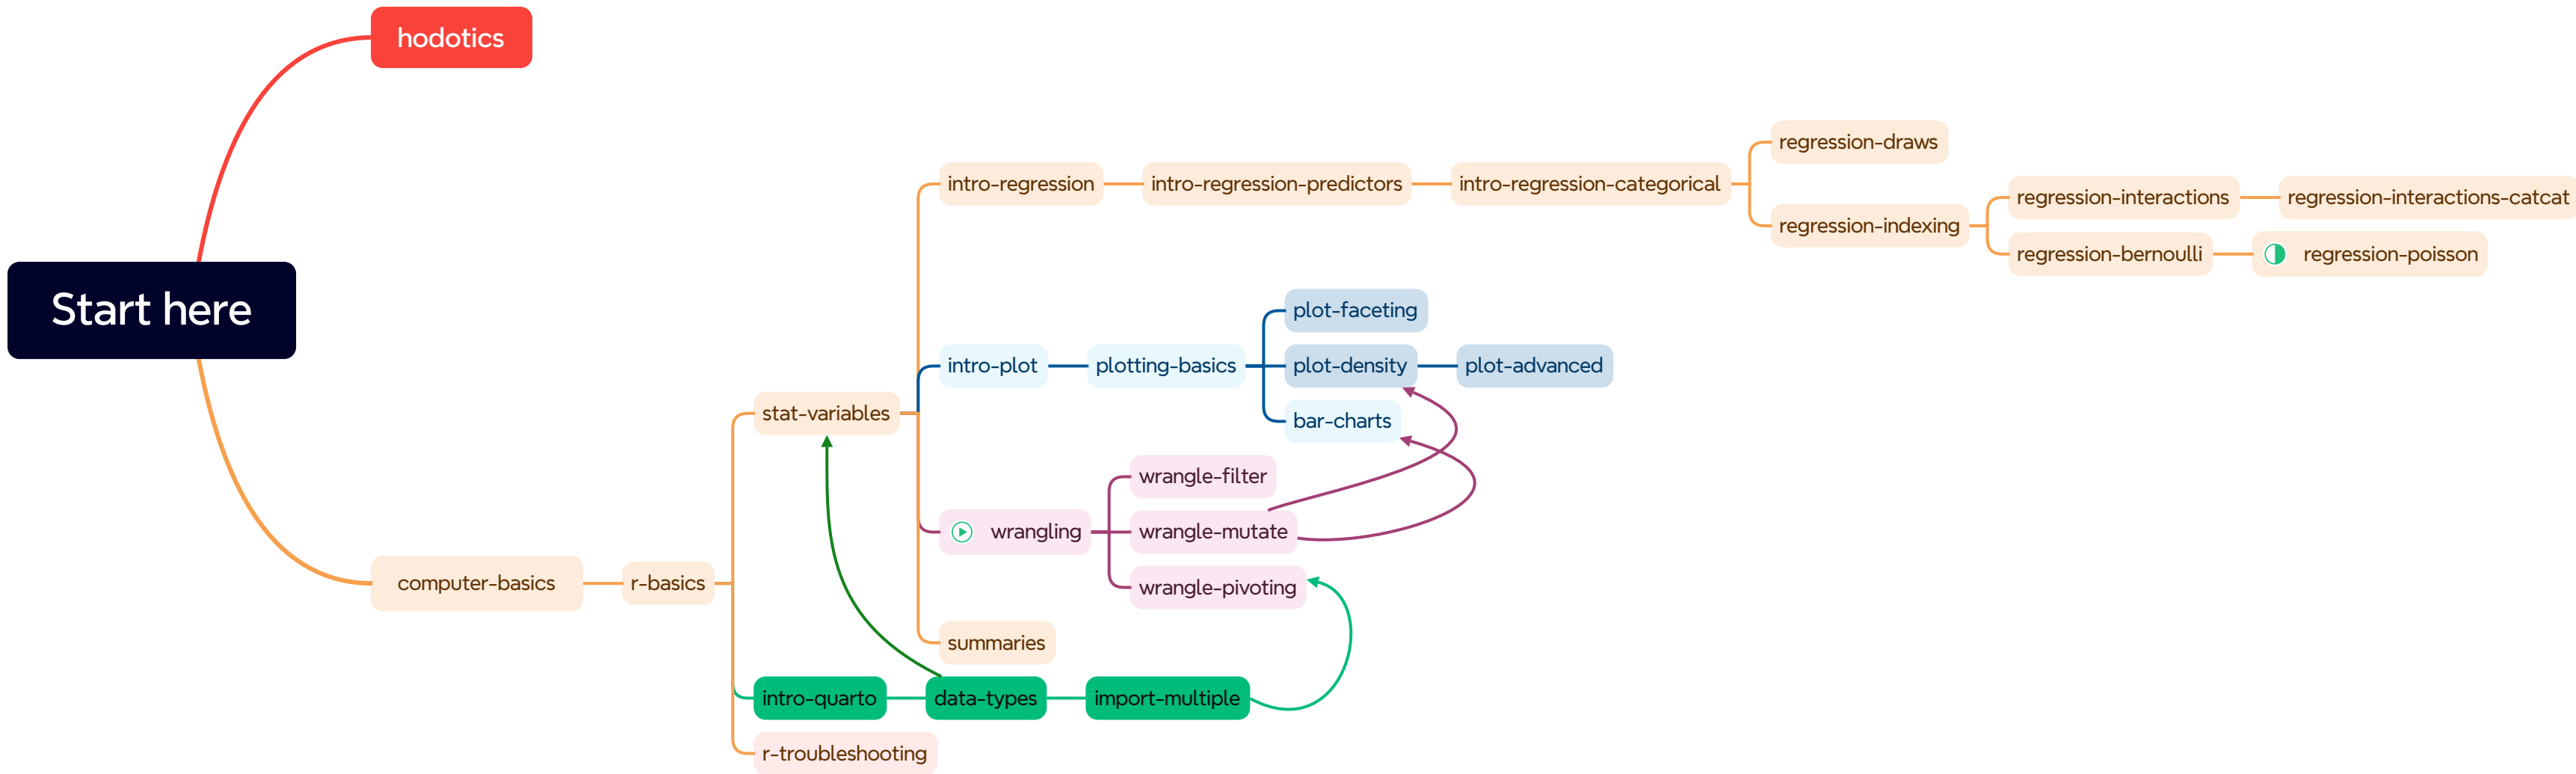 hodotics
Start here
computer-basics
r-basics
stat-variables
intro-regression
intro-regression-predictors
intro-regression-categorical
regression-draws
regression-indexing
regression-interactions
regression-interactions-catcat
regression-bernoulli
regression-poisson
intro-plot
plotting-basics
plot-faceting
plot-density
plot-advanced
bar-charts
wrangling
wrangle-filter
wrangle-mutate
wrangle-pivoting
summaries
intro-quarto
data-types
import-multiple
r-troubleshooting